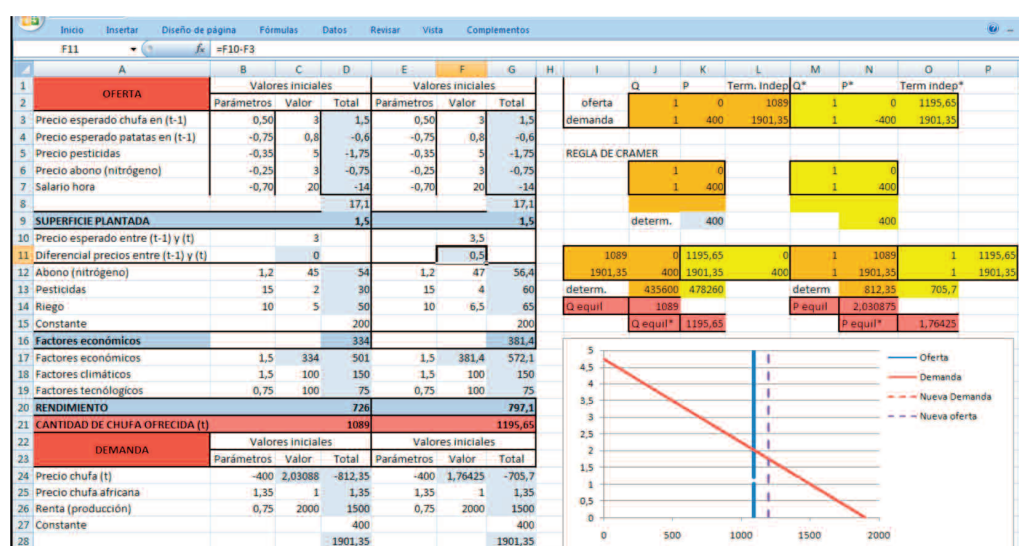 Inicio Insertar Diseño de página Fórmulas Datos Revisar Vista Complementos
F11 fx =F10-F3
A B C D E F G H I J K L M N O P
1 OFERTA Valores iniciales Valores iniciales Q P Term. Indep Q* P* Term indep*
2 Parámetros Valor Total Parámetros Valor Total oferta 1 0 1089 1 0 1195,65
3 Precio esperado chufa en (t-1) 0,50 3 1,5 0,50 3 1,5 demanda 1 400 1901,35 1 -400 1901,35
4 Precio esperado patatas en (t-1) -0,75 0,8 -0,6 -0,75 0,8 -0,6
5 Precio pesticidas -0,35 5 -1,75 -0,35 5 -1,75 REGLA DE CRAMER
6 Precio abono (nitrógeno) -0,25 3 -0,75 -0,25 3 -0,75 1 0 1 0
7 Salario hora -0,70 20 -14 -0,70 20 -14 1 400 1 400
8 17,1 17,1
9 SUPERFICIE PLANTADA 1,5 1,5 determ. 400 400
10 Precio esperado entre (t-1) y (t) 3 3,5
11 Diferencial precios entre (t-1) y (t) 0 0,5 1089 0 1195,65 0 1 1089 1 1195,65
12 Abono (nitrógeno) 1,2 45 54 1,2 47 56,4 1901,35 400 1901,35 400 1 1901,35 1 1901,35
13 Pesticidas 15 2 30 15 4 60 determ. 435600 478260 determ 812,35 705,7
14 Riego 10 5 50 10 6,5 65 Q equil 1089 P equil 2,030875
15 Constante 200 200 Q equil* 1195,65 P equil* 1,76425
16 Factores económicos 334 381,4
17 Factores económicos 1,5 334 501 1,5 381,4 572,1
18 Factores climáticos 1,5 100 150 1,5 100 150
19 Factores tecnológicos 0,75 100 75 0,75 100 75
20 RENDIMIENTO 726 797,1
21 CANTIDAD DE CHUFA OFRECIDA (t) 1089 1195,65
22 DEMANDA Valores iniciales Valores iniciales
23 Parámetros Valor Total Parámetros Valor Total
24 Precio chufa (t) -400 2,03088 -812,35 -400 1,76425 -705,7
25 Precio chufa africana 1,35 1 1,35 1,35 1 1,35
26 Renta (producción) 0,75 2000 1500 0,75 2000 1500
27 Constante 400 400
28 1901,35 1901,35
5
4,5
4
3,5
3
2,5
2
1,5
1
0,5
0
0 500 1000 1500 2000
Oferta
Demanda
Nueva Demanda
Nueva oferta